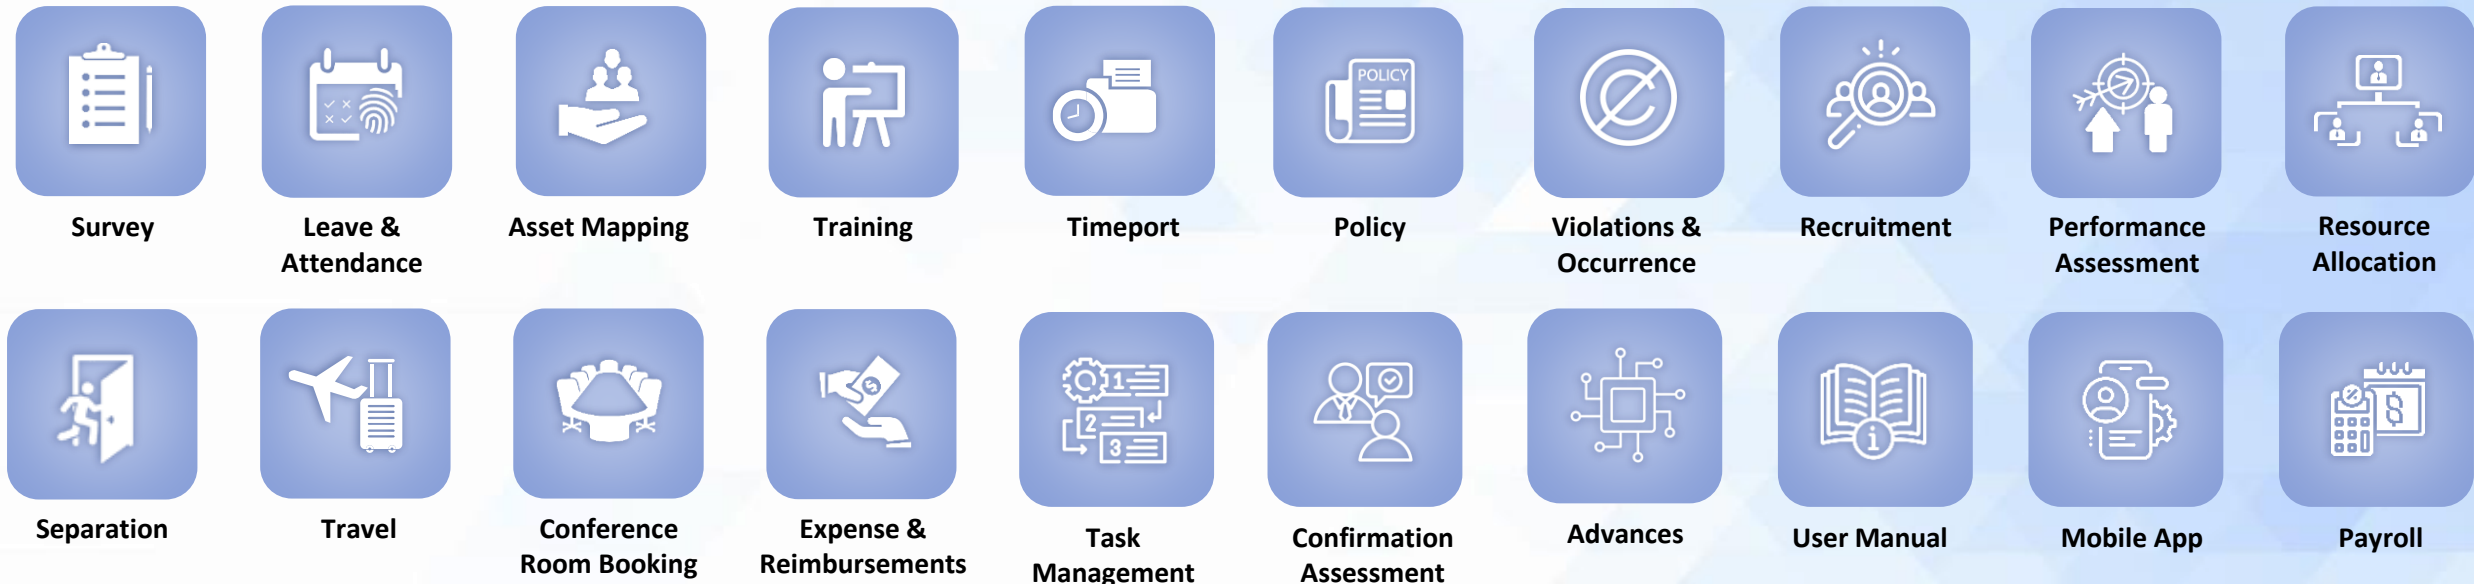 POLICY
Survey
Leave &
Attendance
Asset Mapping
Training
Timeport
Policy
Violations &
Occurrence
Recruitment
Performance
Assessment
Resource
Allocation
1
2
3
i
%
$
Separation
Travel
Conference
Room Booking
Expense &
Reimbursements
Task
Management
Confirmation
Assessment
Advances
User Manual
Mobile App
Payroll